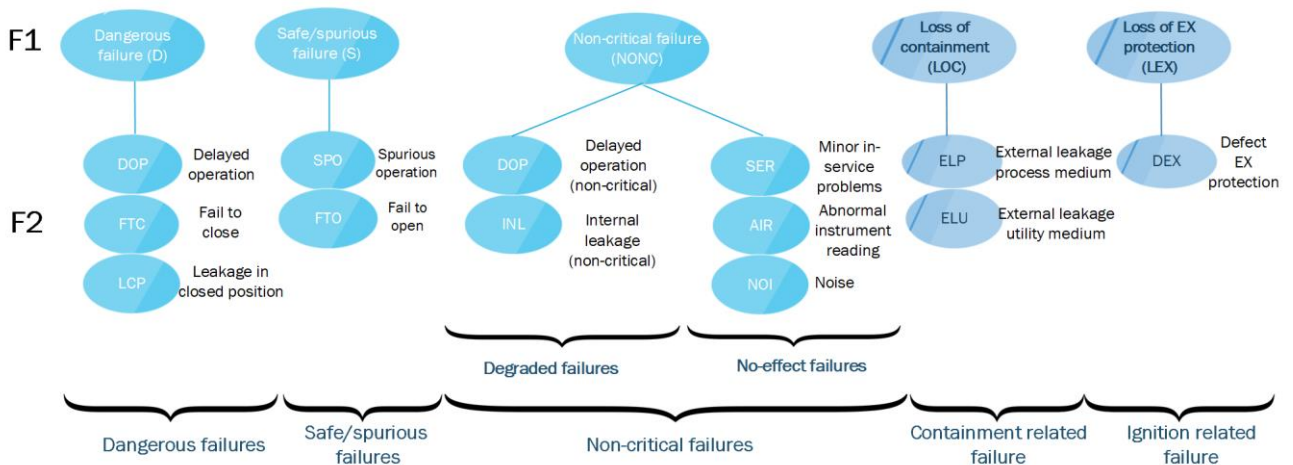 F1
Dangerous
failure (D)
Safe/spurious
failure (S)
Non-critical failure
(NONC)
Loss of
containment
(LOC)
Loss of EX
protection
(LEX)
F2
DOP
Delayed
operation
FTC
Fail to
close
LCP
Leakage in
closed position
SPO
Spurious
operation
FTO
Fail to
open
DOP
Delayed
operation
(non-critical)
INL
Internal
leakage
(non-critical)
SER
Minor in-
service
problems
AIR
Abnormal
instrument
reading
NOI
Noise
ELP
External leakage
process medium
ELU
External leakage
utility medium
DEX
Defect
EX
protection
Degraded failures
No-effect failures
Dangerous failures
Safe/spurious
failures
Non-critical failures
Containment related
failure
Ignition related
failure